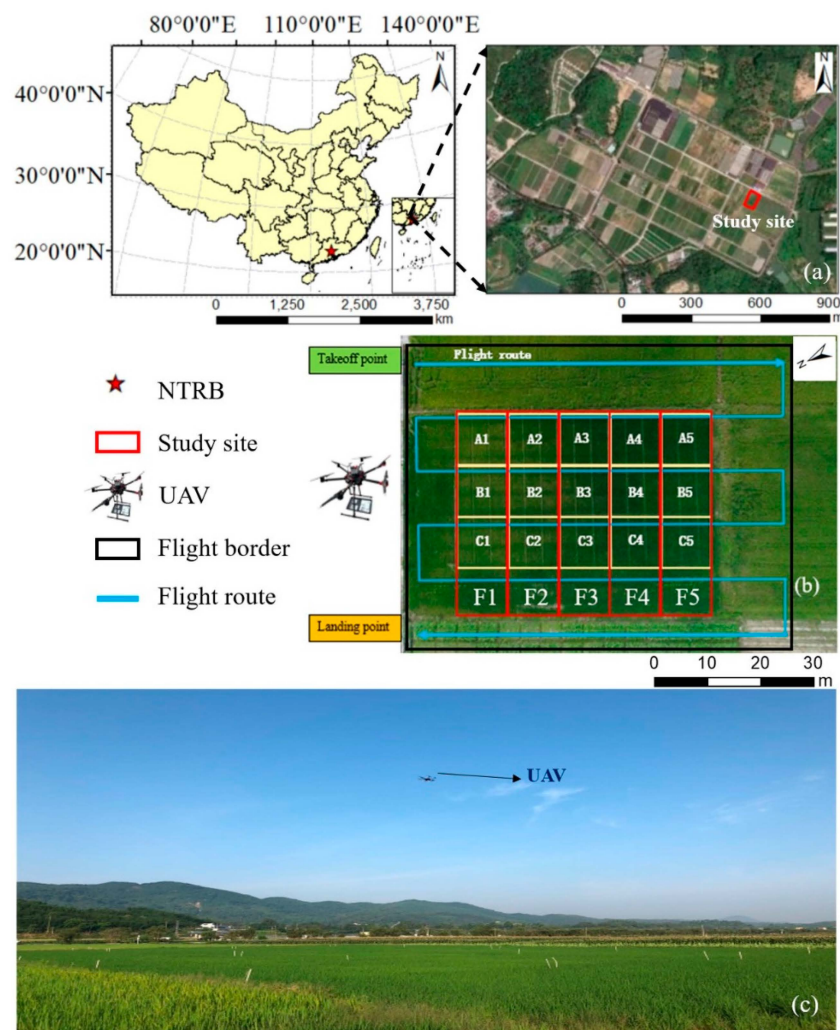 80°0'0"E 110°0'0"E 140°0'0"E
40°0'0"N
30°0'0"N
20°0'0"N
N
N
Study site
(a)
0 1,250 2,500 3,750
km
0 300 600 900
m
Takeoff point
Flight route
N
NTRB
Study site
UAV
Flight border
Flight route
A1 A2 A3 A4 A5
B1 B2 B3 B4 B5
C1 C2 C3 C4 C5
F1 F2 F3 F4 F5
(b)
Landing point
0 10 20 30
m
UAV
(c)